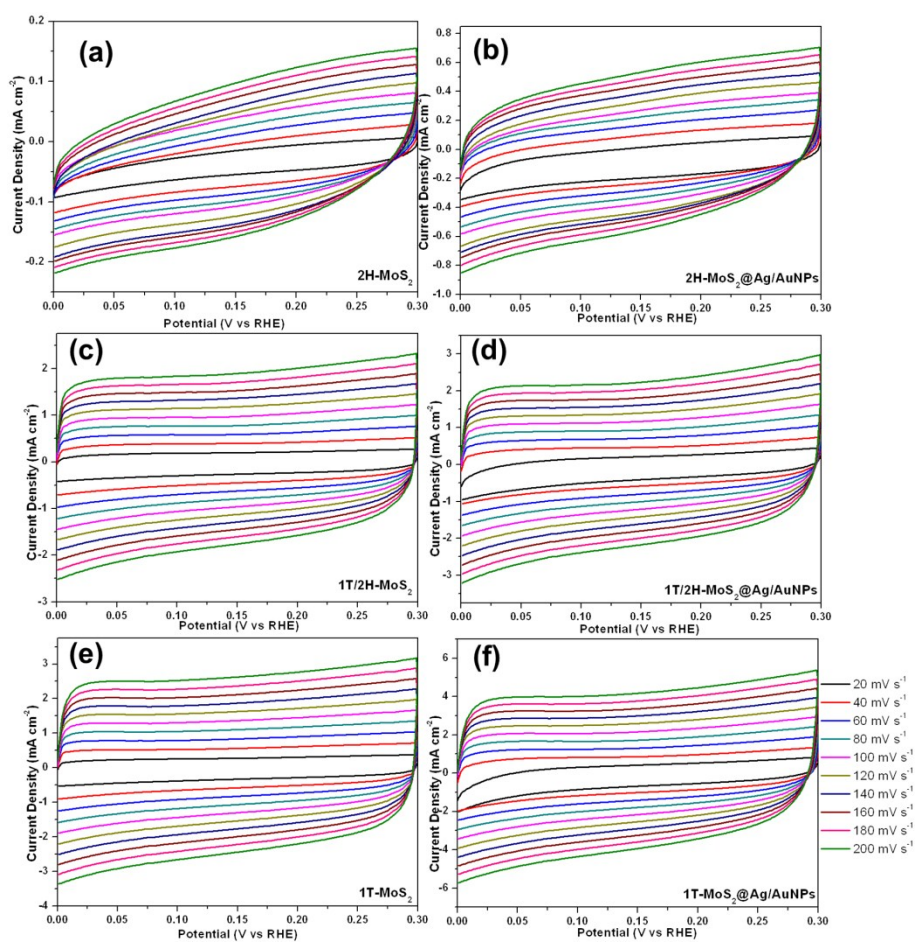 (a)
0.2
0.1
0.0
-0.1
-0.2
Current Density (mA cm⁻²)
0.00 0.05 0.10 0.15 0.20 0.25 0.30
Potential (V vs RHE)
2H-MoS₂
(b)
0.8
0.6
0.4
0.2
0.0
-0.2
-0.4
-0.6
-0.8
-1.0
Current Density (mA cm⁻²)
0.00 0.05 0.10 0.15 0.20 0.25 0.30
Potential (V vs RHE)
2H-MoS₂@Ag/AuNPs
(c)
2
1
0
-1
-2
-3
Current Density (mA cm⁻²)
0.00 0.05 0.10 0.15 0.20 0.25 0.30
Potential (V vs RHE)
1T/2H-MoS₂
(d)
3
2
1
0
-1
-2
-3
Current Density (mA cm⁻²)
0.00 0.05 0.10 0.15 0.20 0.25 0.30
Potential (V vs RHE)
1T/2H-MoS₂@Ag/AuNPs
(e)
3
2
1
0
-1
-2
-3
-4
Current Density (mA cm⁻²)
0.00 0.05 0.10 0.15 0.20 0.25 0.30
Potential (V vs RHE)
1T-MoS₂
(f)
6
4
2
0
-2
-4
-6
Current Density (mA cm⁻²)
0.00 0.05 0.10 0.15 0.20 0.25 0.30
Potential (V vs RHE)
1T-MoS₂@Ag/AuNPs
20 mV s⁻¹
40 mV s⁻¹
60 mV s⁻¹
80 mV s⁻¹
100 mV s⁻¹
120 mV s⁻¹
140 mV s⁻¹
160 mV s⁻¹
180 mV s⁻¹
200 mV s⁻¹